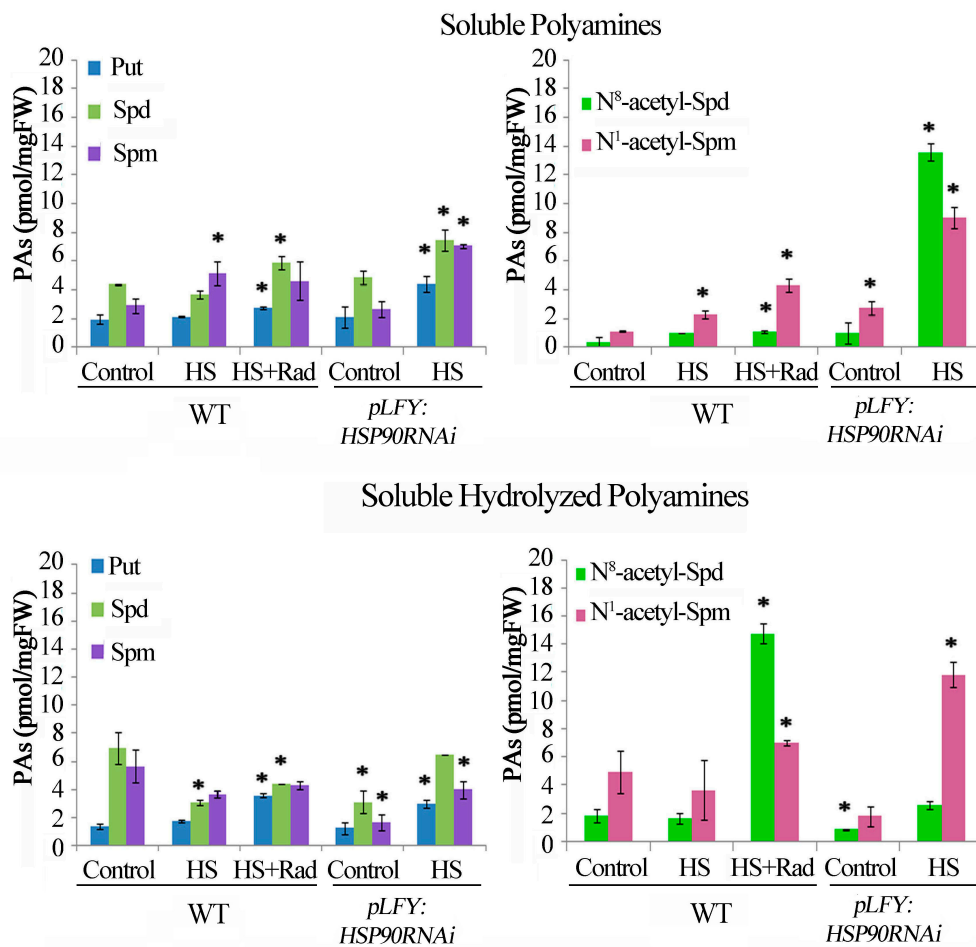 Soluble Polyamines
PAs (pmol/mgFW)
20
18
16
14
12
10
8
6
4
2
0
Put
Spd
Spm
* * * * * *
Control HS HS+Rad Control HS
WT
pLFY:
HSP90RNAi
PAs (pmol/mgFW)
20
18
16
14
12
10
8
6
4
2
0
N⁸-acetyl-Spd
N¹-acetyl-Spm
* * * * * *
Control HS HS+Rad Control HS
WT
pLFY:
HSP90RNAi
Soluble Hydrolyzed Polyamines
PAs (pmol/mgFW)
20
18
16
14
12
10
8
6
4
2
0
Put
Spd
Spm
* * * * * * *
Control HS HS+Rad Control HS
WT
pLFY:
HSP90RNAi
PAs (pmol/mgFW)
20
18
16
14
12
10
8
6
4
2
0
N⁸-acetyl-Spd
N¹-acetyl-Spm
* * * *
Control HS HS+Rad Control HS
WT
pLFY:
HSP90RNAi